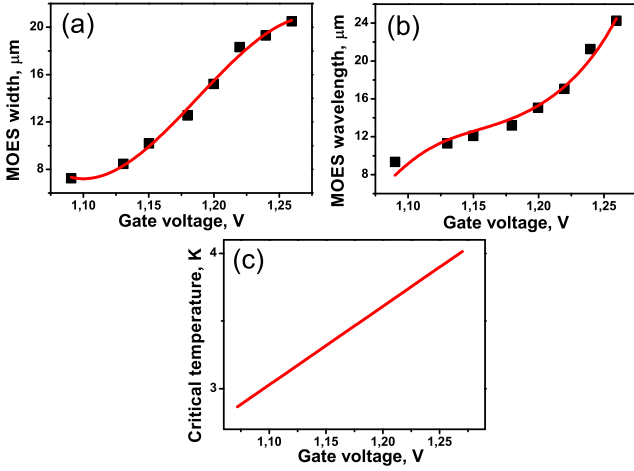 (a)
MOES width, μm
20
16
12
8
1,10 1,15 1,20 1,25
Gate voltage, V
(b)
MOES wavelength, μm
24
20
16
12
8
1,10 1,15 1,20 1,25
Gate voltage, V
(c)
Critical temperature, K
4
3
1,10 1,15 1,20 1,25
Gate voltage, V